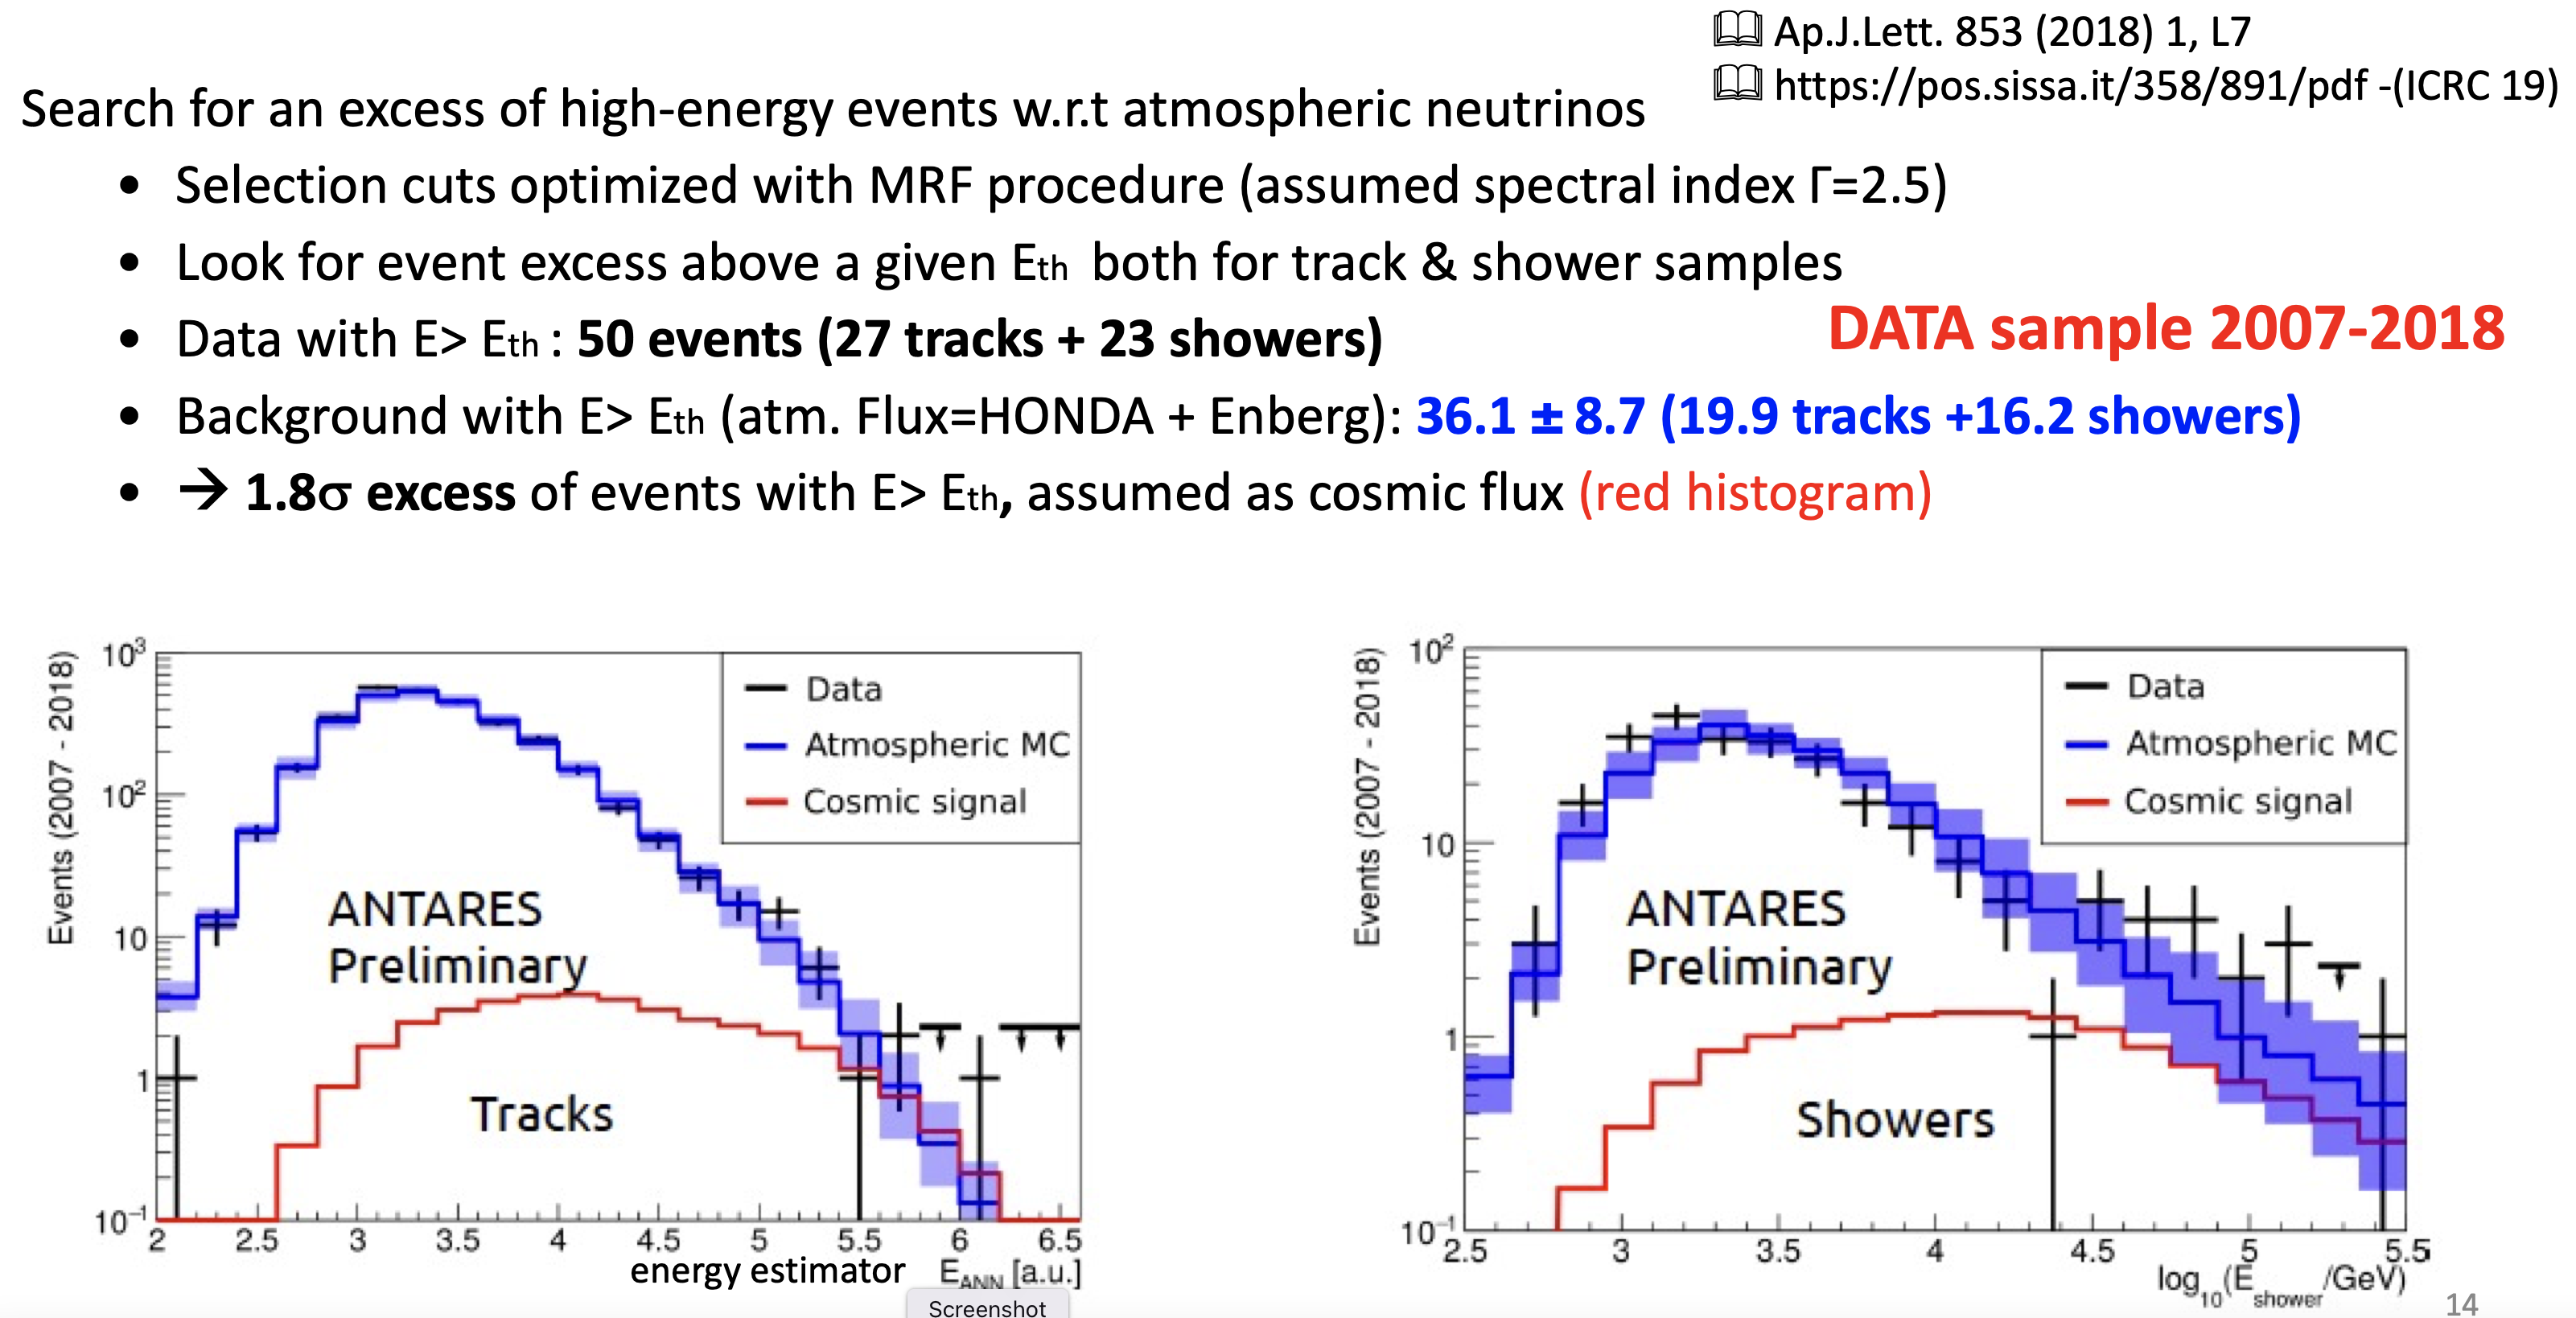 Ap.J.Lett. 853 (2018) 1, L7
https://pos.sissa.it/358/891/pdf -(ICRC 19)
Search for an excess of high-energy events w.r.t atmospheric neutrinos
• Selection cuts optimized with MRF procedure (assumed spectral index Γ=2.5)
• Look for event excess above a given Eth both for track & shower samples
DATA sample 2007-2018
• Data with E> Eth : 50 events (27 tracks + 23 showers)
• Background with E> Eth (atm. Flux=HONDA + Enberg): 36.1 ± 8.7 (19.9 tracks +16.2 showers)
• → 1.8σ excess of events with E> Eth, assumed as cosmic flux (red histogram)
Events (2007 - 2018)
10³
10²
10
1
10⁻¹
Data
Atmospheric MC
Cosmic signal
ANTARES
Preliminary
Tracks
2 2.5 3 3.5 4 4.5 5 5.5 6 6.5
energy estimator E_ANN [a.u.]
Screenshot
Events (2007 - 2018)
10²
10
1
10⁻¹
Data
Atmospheric MC
Cosmic signal
ANTARES
Preliminary
Showers
2.5 3 3.5 4 4.5 5 5.5
log₁₀(E_shower/GeV)
14